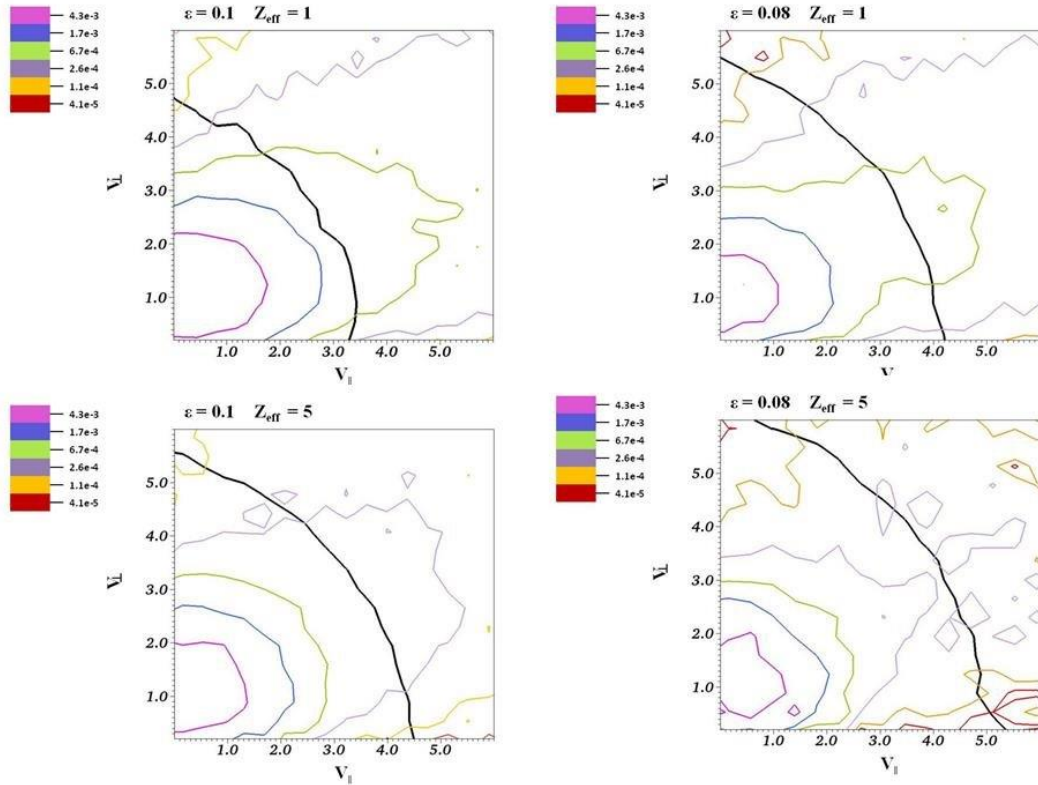 ε = 0.1 Z_eff = 1
4.3e-3
1.7e-3
6.7e-4
2.6e-4
1.1e-4
4.1e-5
5.0
4.0
3.0
2.0
1.0
V⊥
1.0 2.0 3.0 4.0 5.0
V∥
ε = 0.08 Z_eff = 1
4.3e-3
1.7e-3
6.7e-4
2.6e-4
1.1e-4
4.1e-5
5.0
4.0
3.0
2.0
1.0
V⊥
1.0 2.0 3.0 4.0 5.0
V
ε = 0.1 Z_eff = 5
4.3e-3
1.7e-3
6.7e-4
2.6e-4
1.1e-4
4.1e-5
5.0
4.0
3.0
2.0
1.0
V⊥
1.0 2.0 3.0 4.0 5.0
V∥
ε = 0.08 Z_eff = 5
4.3e-3
1.7e-3
6.7e-4
2.6e-4
1.1e-4
4.1e-5
5.0
4.0
3.0
2.0
1.0
V⊥
1.0 2.0 3.0 4.0 5.0
V∥